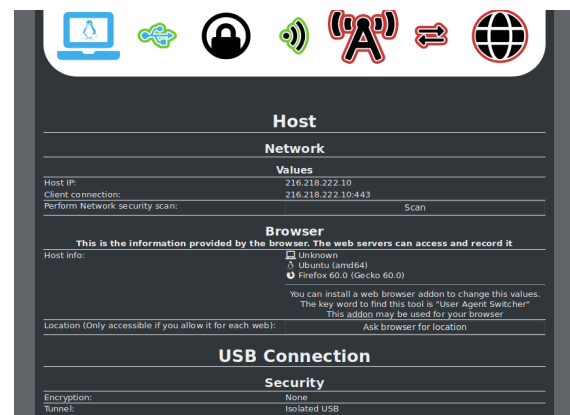 Host
Network
Values
Host IP: 216.218.222.10
Client connection: 216.218.222.10:443
Perform Network security scan: Scan
Browser
This is the information provided by the browser. The web servers can access and record it
Host info: Unknown
Ubuntu (amd64)
Firefox 60.0 (Gecko 60.0)
You can install a web browser addon to change this values.
The key word to find this tool is "User Agent Switcher"
This addon may be used for your browser
Location (Only accessible if you allow it for each web): Ask browser for location
USB Connection
Security
Encryption: None
Tunnel: Isolated USB